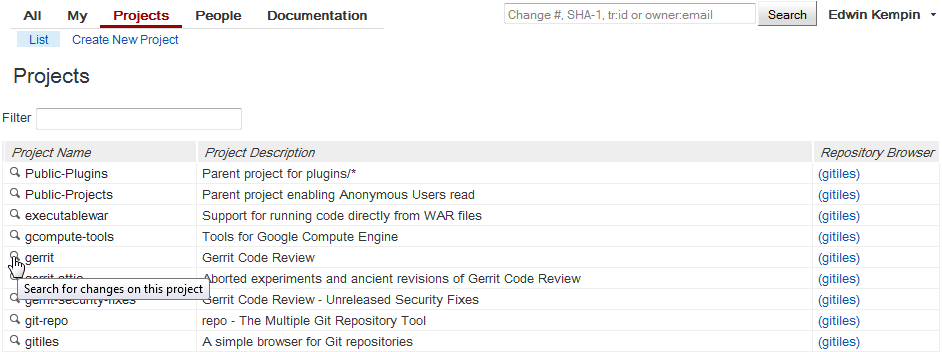 All My Projects People Documentation Change #, SHA-1, tr:id or owner:email Search Edwin Kempin
List Create New Project
Projects
Filter
Project Name Project Description Repository Browser
Public-Plugins Parent project for plugins/* (gitiles)
Public-Projects Parent project enabling Anonymous Users read (gitiles)
executablewar Support for running code directly from WAR files (gitiles)
gcompute-tools Tools for Google Compute Engine (gitiles)
gerrit Gerrit Code Review (gitiles)
gerrit-attic Aborted experiments and ancient revisions of Gerrit Code Review (gitiles)
Search for changes on this project
gerrit-security-fixes Gerrit Code Review - Unreleased Security Fixes (gitiles)
git-repo repo - The Multiple Git Repository Tool (gitiles)
gitiles A simple browser for Git repositories (gitiles)